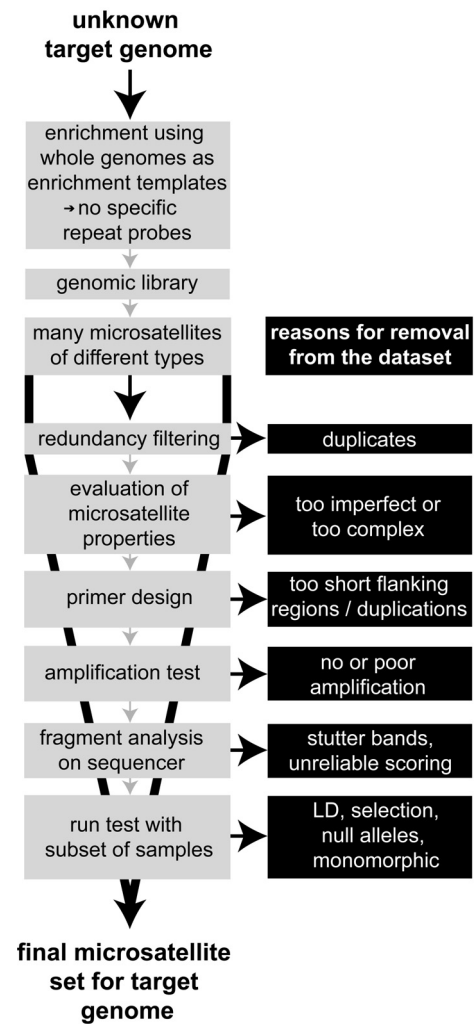 unknown
target genome
enrichment using
whole genomes as
enrichment templates
→no specific
repeat probes
genomic library
many microsatellites
of different types
reasons for removal
from the dataset
redundancy filtering
duplicates
evaluation of
microsatellite
properties
too imperfect or
too complex
primer design
too short flanking
regions / duplications
amplification test
no or poor
amplification
fragment analysis
on sequencer
stutter bands,
unreliable scoring
run test with
subset of samples
LD, selection,
null alleles,
monomorphic
final microsatellite
set for target
genome